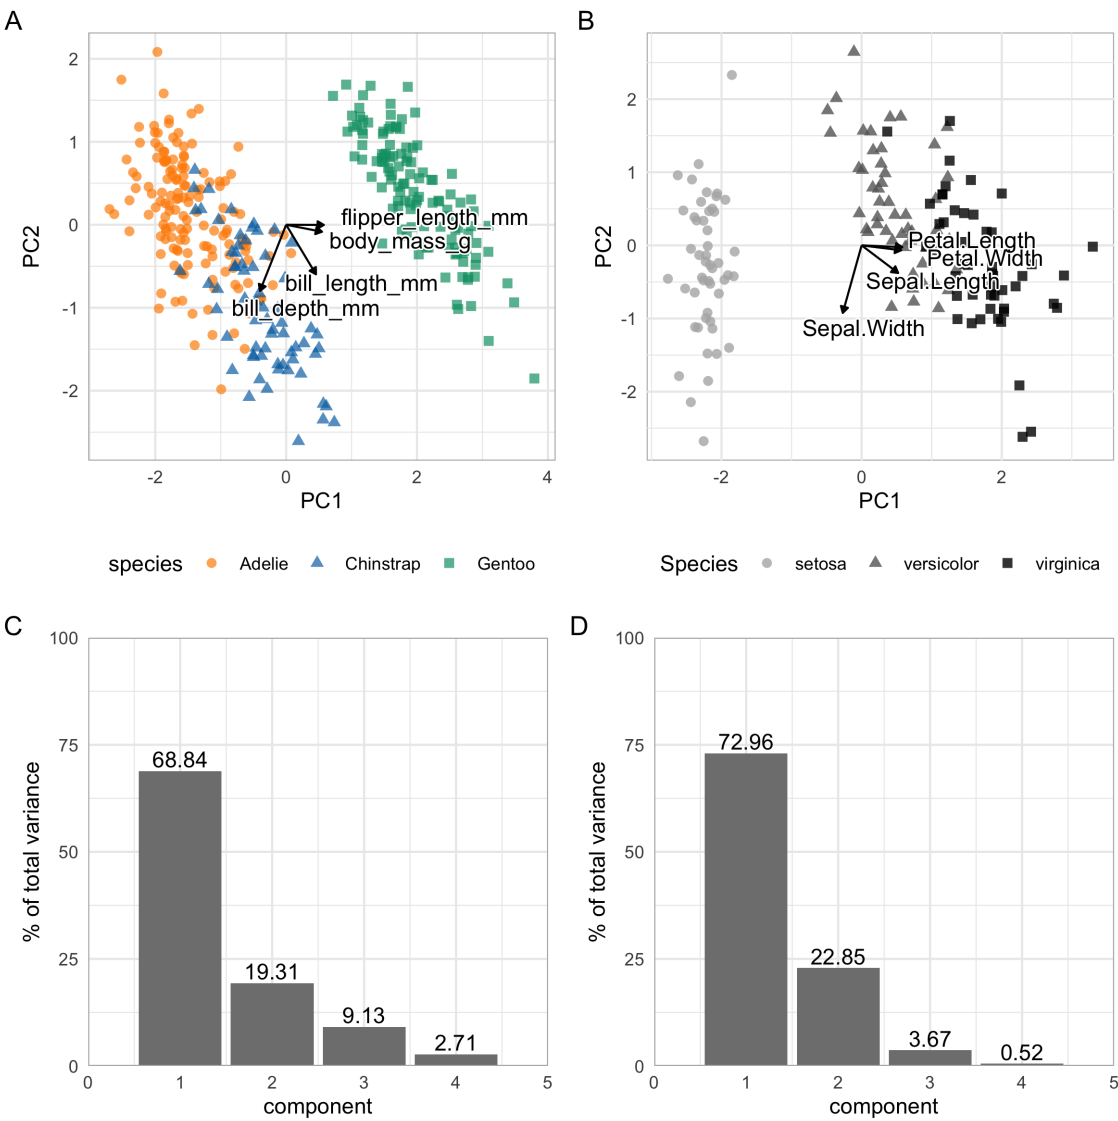 A
2
1
0
-1
-2
PC2
flipper_length_mm
body_mass_g
bill_length_mm
bill_depth_mm
-2
0
2
4
PC1
species
Adelie
Chinstrap
Gentoo
B
2
1
0
-1
-2
PC2
Petal.Length
Petal.Width
Sepal.Length
Sepal.Width
-2
0
2
PC1
Species
setosa
versicolor
virginica
C
100
75
50
25
0
% of total variance
68.84
19.31
9.13
2.71
0
1
2
3
4
5
component
D
100
75
50
25
0
% of total variance
72.96
22.85
3.67
0.52
0
1
2
3
4
5
component